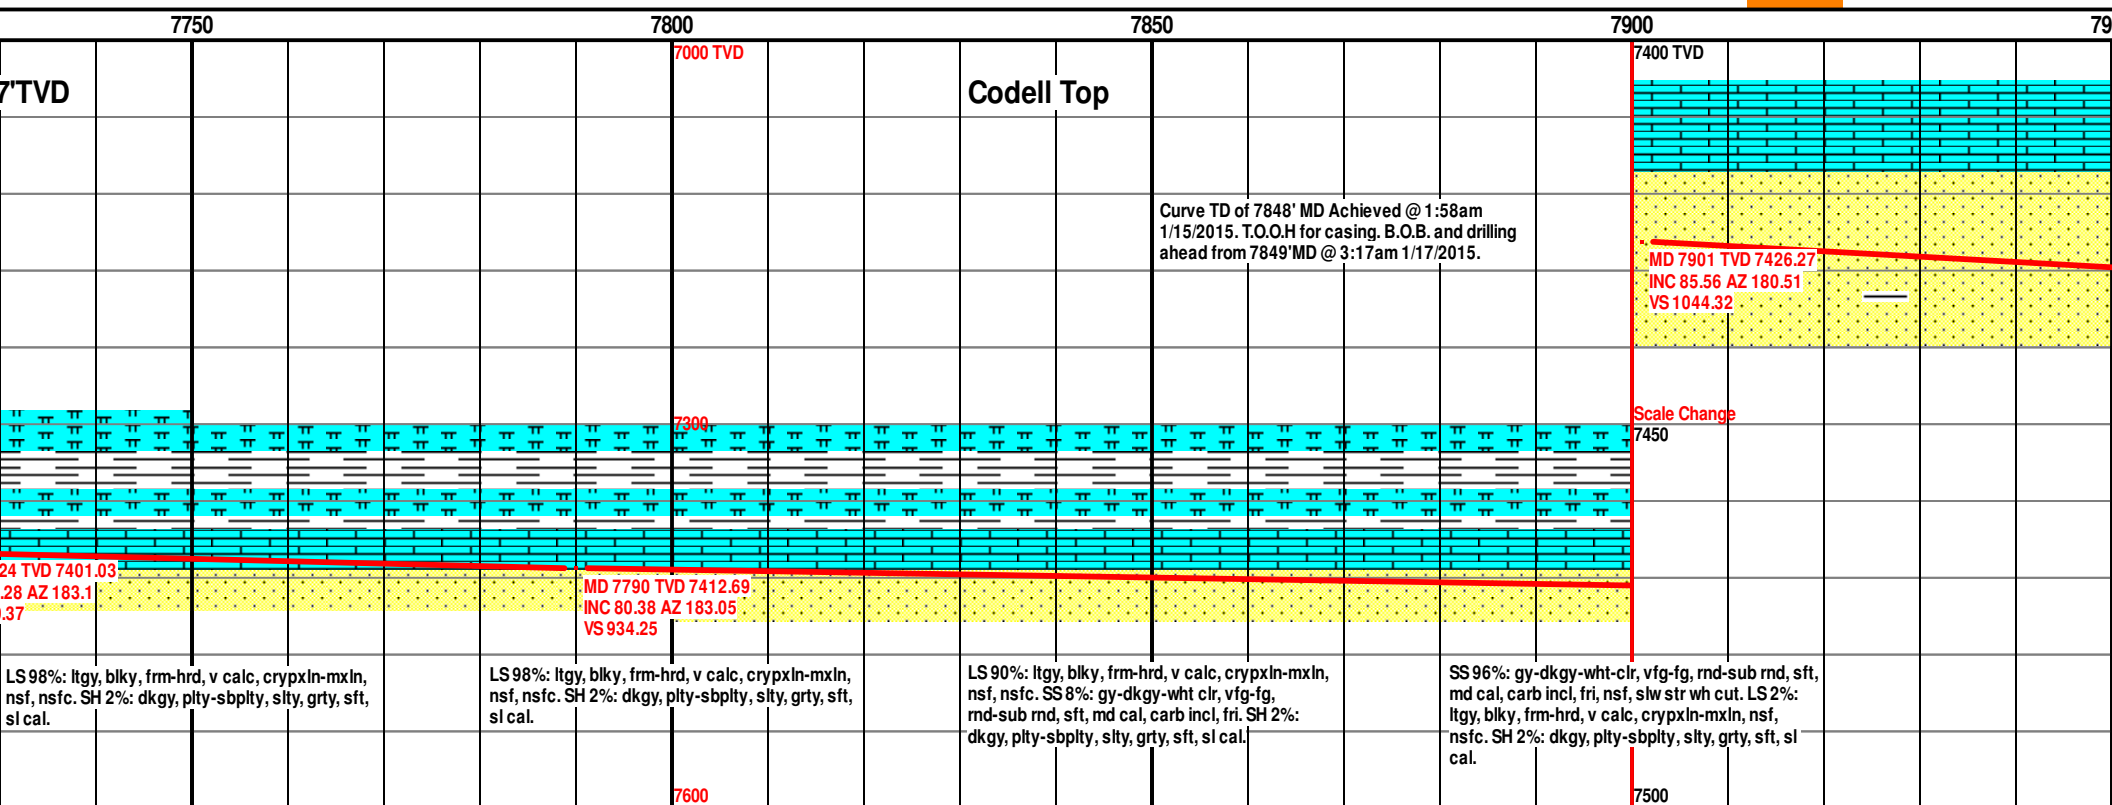 7750
7800
7850
7900
79
7'TVD
7000 TVD
Codell Top
7400 TVD
Curve TD of 7848' MD Achieved @ 1:58am
1/15/2015. T.O.O.H for casing. B.O.B. and drilling
ahead from 7849'MD @ 3:17am 1/17/2015.
MD 7901 TVD 7426.27
INC 85.56 AZ 180.51
VS 1044.32
7300
Scale Change
7450
24 TVD 7401.03
.28 AZ 183.1
.37
MD 7790 TVD 7412.69
INC 80.38 AZ 183.05
VS 934.25
LS 98%: ltgy, blky, frm-hrd, v calc, crypxln-mxln,
nsf, nsfc. SH 2%: dkgy, plty-sbplty, slty, grty, sft,
sl cal.
LS 98%: ltgy, blky, frm-hrd, v calc, crypxln-mxln,
nsf, nsfc. SH 2%: dkgy, plty-sbplty, slty, grty, sft,
sl cal.
LS 90%: ltgy, blky, frm-hrd, v calc, crypxln-mxln,
nsf, nsfc. SS 8%: gy-dkgy-wht clr, vfg-fg,
rnd-sub rnd, sft, md cal, carb incl, fri. SH 2%:
dkgy, plty-sbplty, slty, grty, sft, sl cal.
SS 96%: gy-dkgy-wht-clr, vfg-fg, rnd-sub rnd, sft,
md cal, carb incl, fri, nsf, slw str wh cut. LS 2%:
ltgy, blky, frm-hrd, v calc, crypxln-mxln, nsf,
nsfc. SH 2%: dkgy, plty-sbplty, slty, grty, sft, sl
cal.
7600
7500